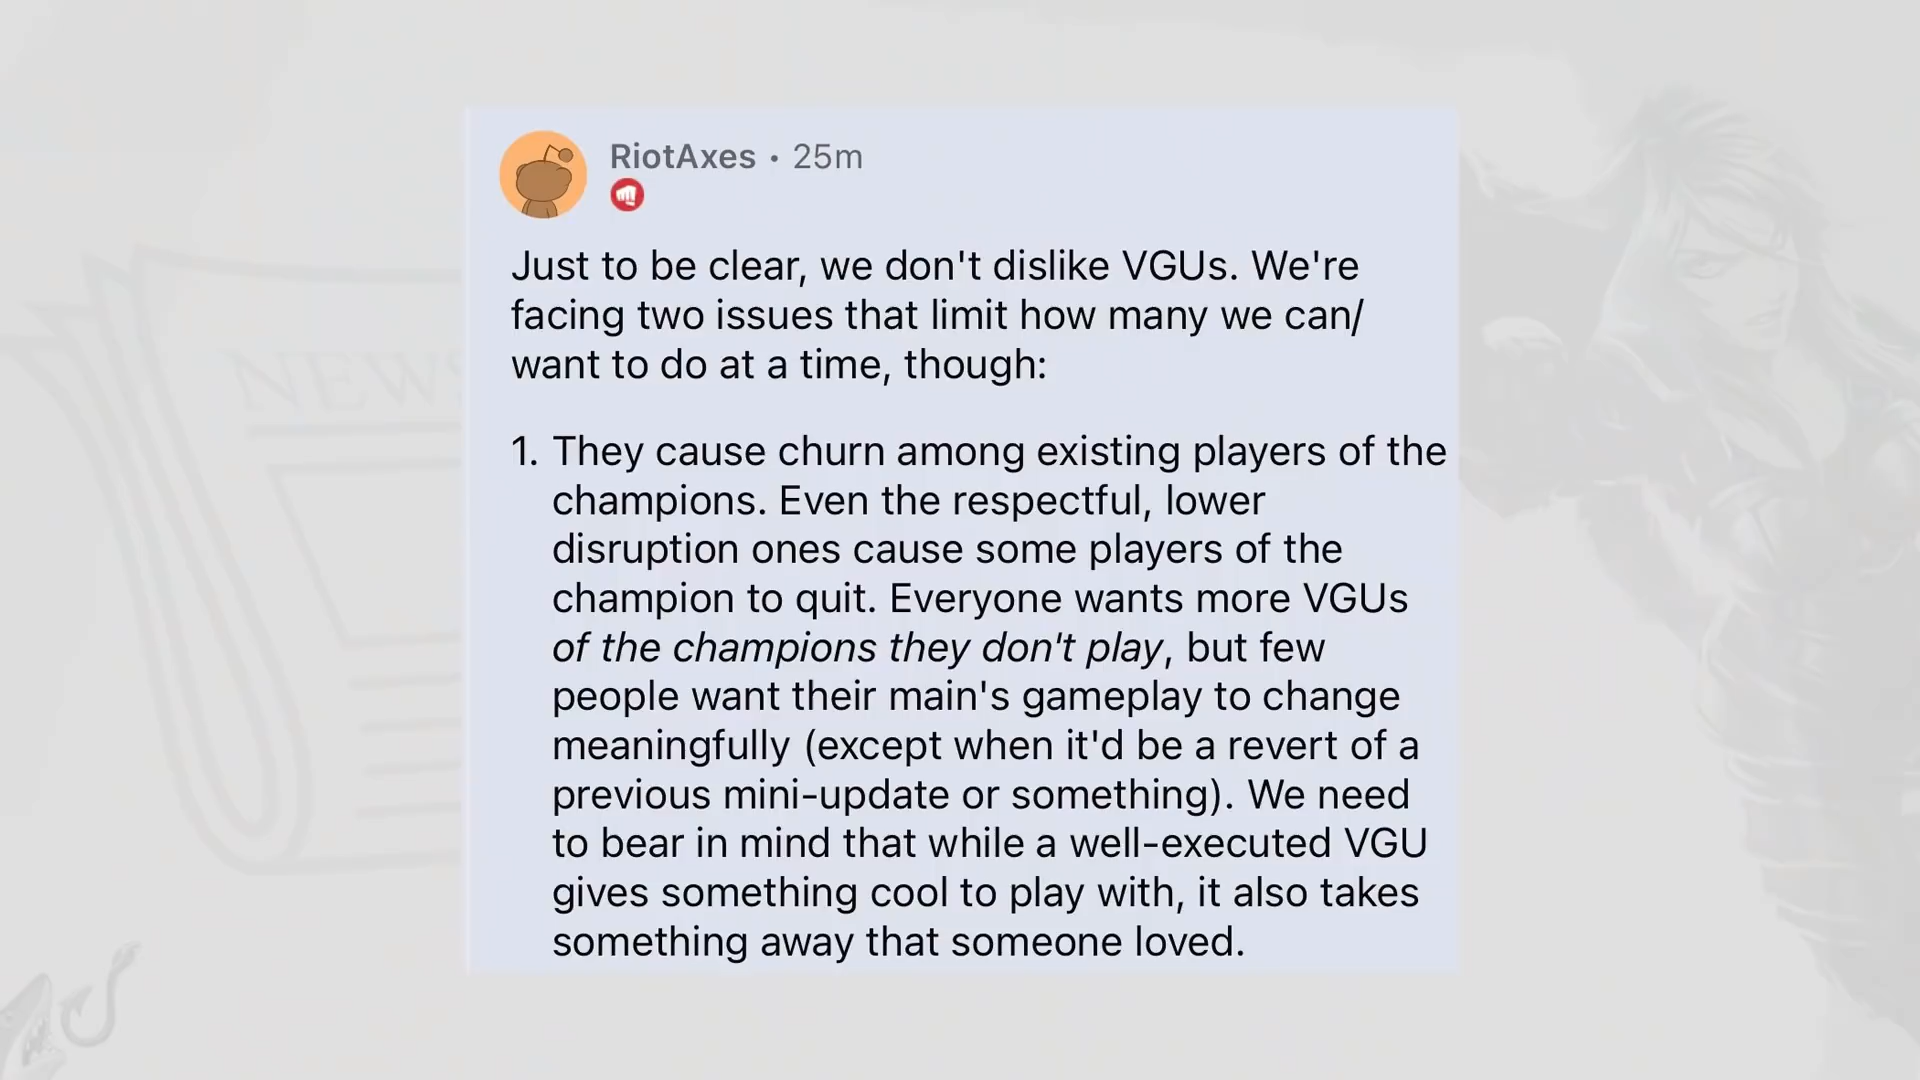 RiotAxes • 25m
Just to be clear, we don't dislike VGUs. We're
facing two issues that limit how many we can/
want to do at a time, though:
1. They cause churn among existing players of the
champions. Even the respectful, lower
disruption ones cause some players of the
champion to quit. Everyone wants more VGUs
of the champions they don't play, but few
people want their main's gameplay to change
meaningfully (except when it'd be a revert of a
previous mini-update or something). We need
to bear in mind that while a well-executed VGU
gives something cool to play with, it also takes
something away that someone loved.
NEWS